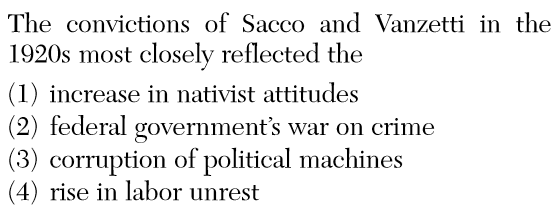 The convictions of Sacco and Vanzetti in the
1920s most closely reflected the
(1) increase in nativist attitudes
(2) federal government’s war on crime
(3) corruption of political machines
(4) rise in labor unrest